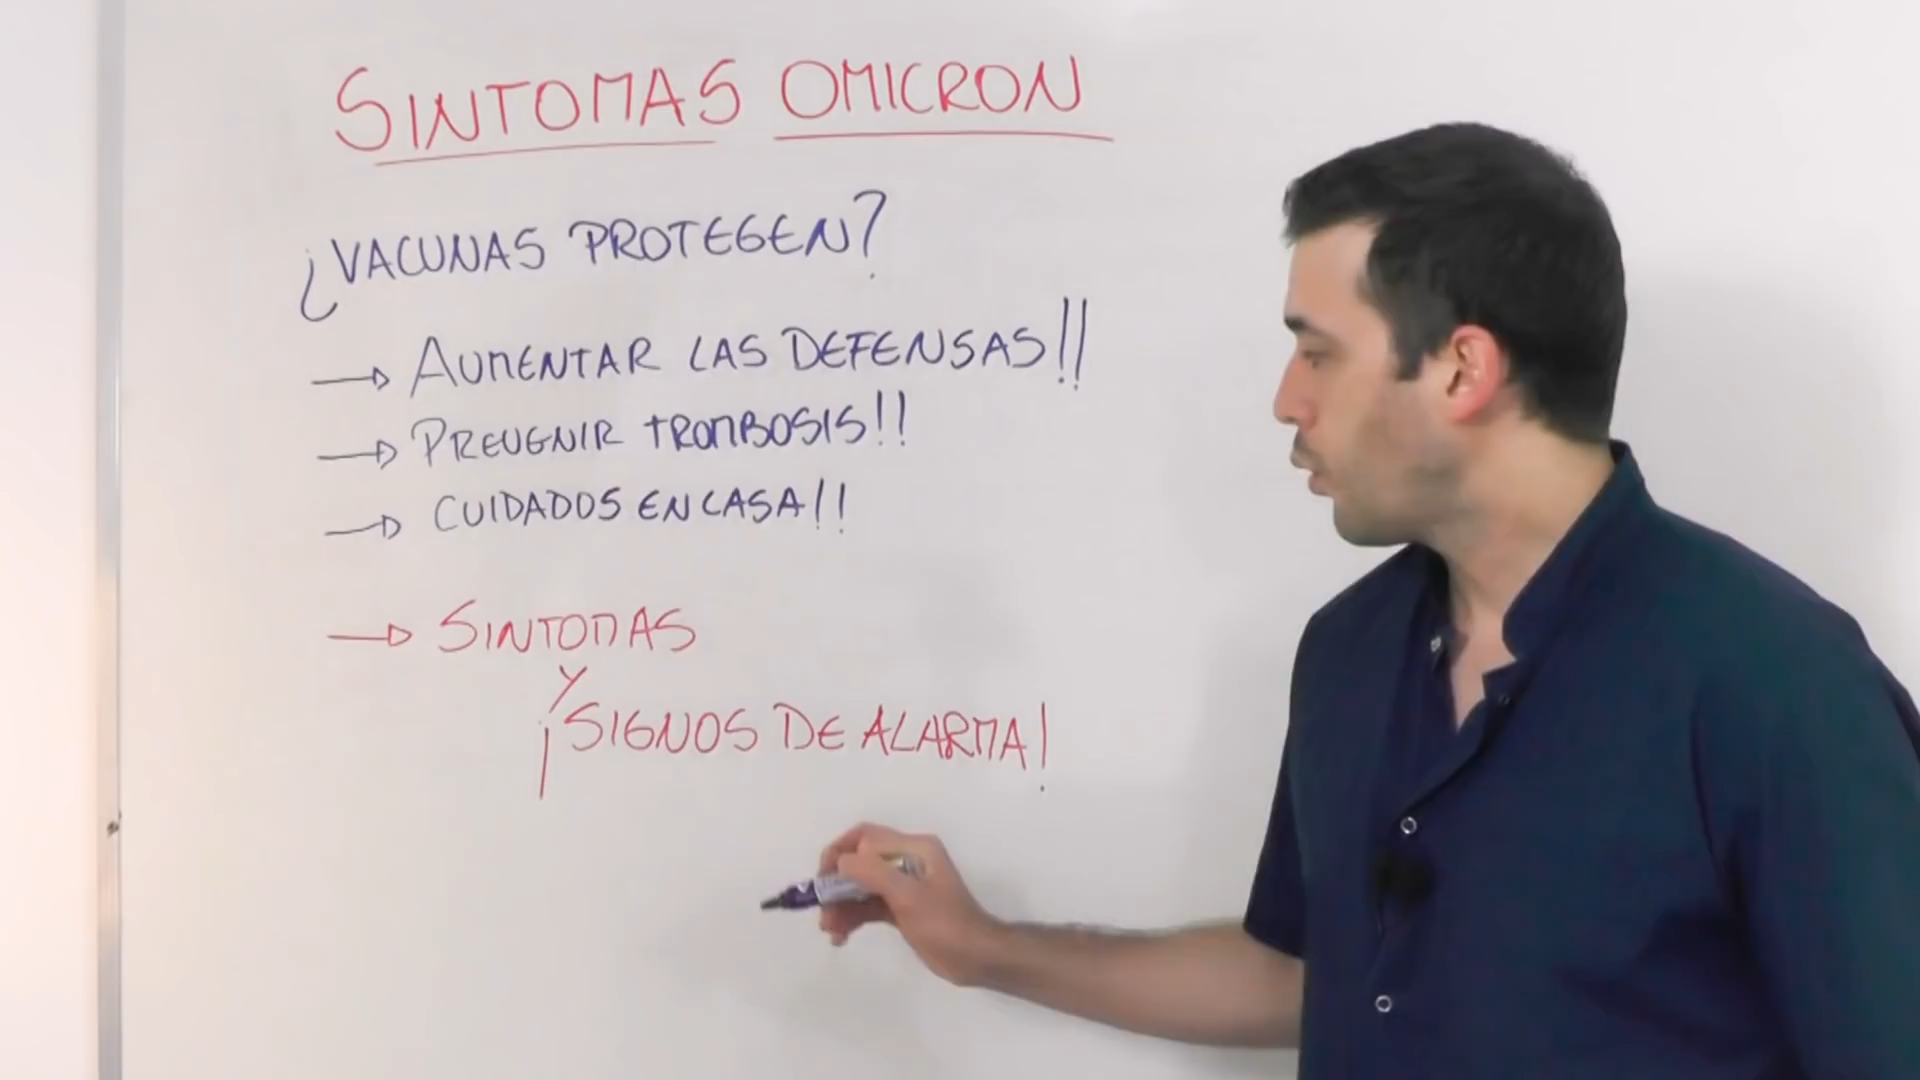 SINTOMAS OMICRON
¿VACUNAS PROTEGEN?
→ AUMENTAR LAS DEFENSAS!!
→ PREVENIR TROMBOSIS!!
→ CUIDADOS EN CASA!!
→ SINTOMAS
Y
¡SIGNOS DE ALARMA!